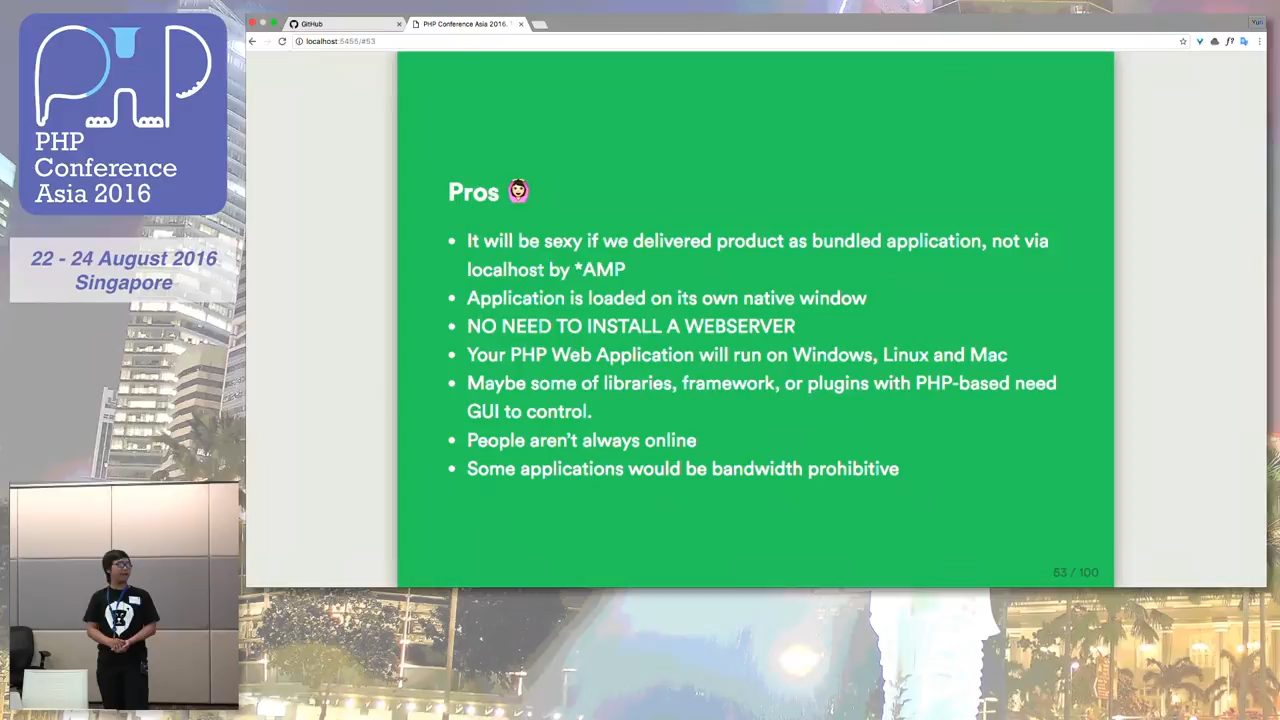 PHP
Conference
Asia 2016
22 - 24 August 2016
Singapore
GitHub
PHP Conference Asia 2016.
Yuri
localhost:5455/#53
f?
Pros
• It will be sexy if we delivered product as bundled application, not via
localhost by *AMP
• Application is loaded on its own native window
• NO NEED TO INSTALL A WEBSERVER
• Your PHP Web Application will run on Windows, Linux and Mac
• Maybe some of libraries, framework, or plugins with PHP-based need
GUI to control.
• People aren't always online
• Some applications would be bandwidth prohibitive
53 / 100